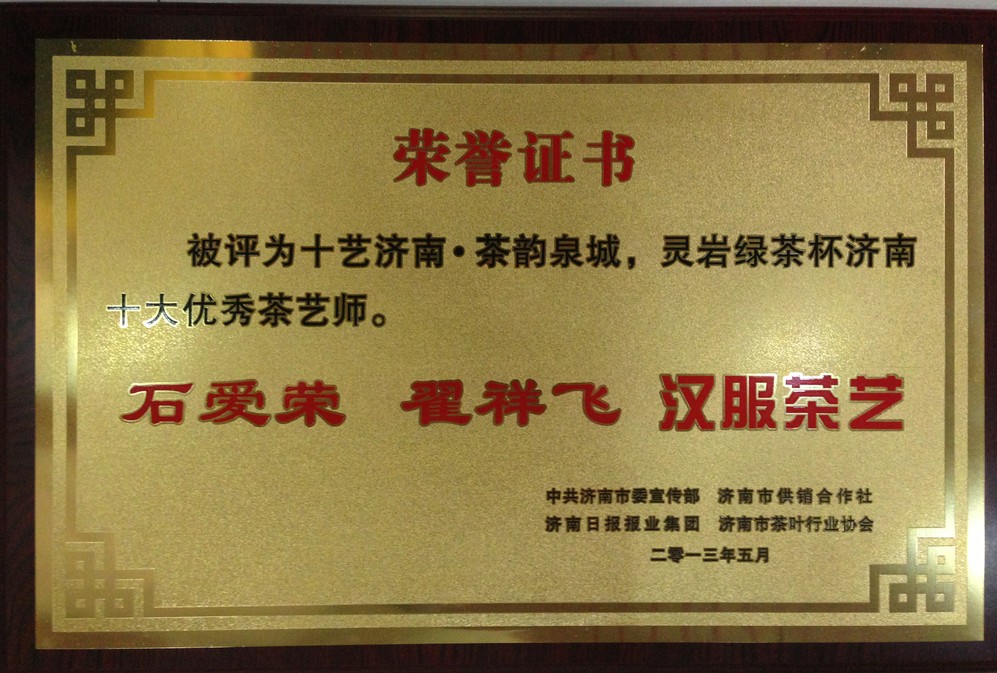 荣誉证书
被评为十艺济南·茶韵泉城，灵岩绿茶杯济南
十大优秀茶艺师。
石爱荣 翟祥飞 汉服茶艺
中共济南市委宣传部 济南市供销合作社
济南日报报业集团 济南市茶叶行业协会
二零一三年五月